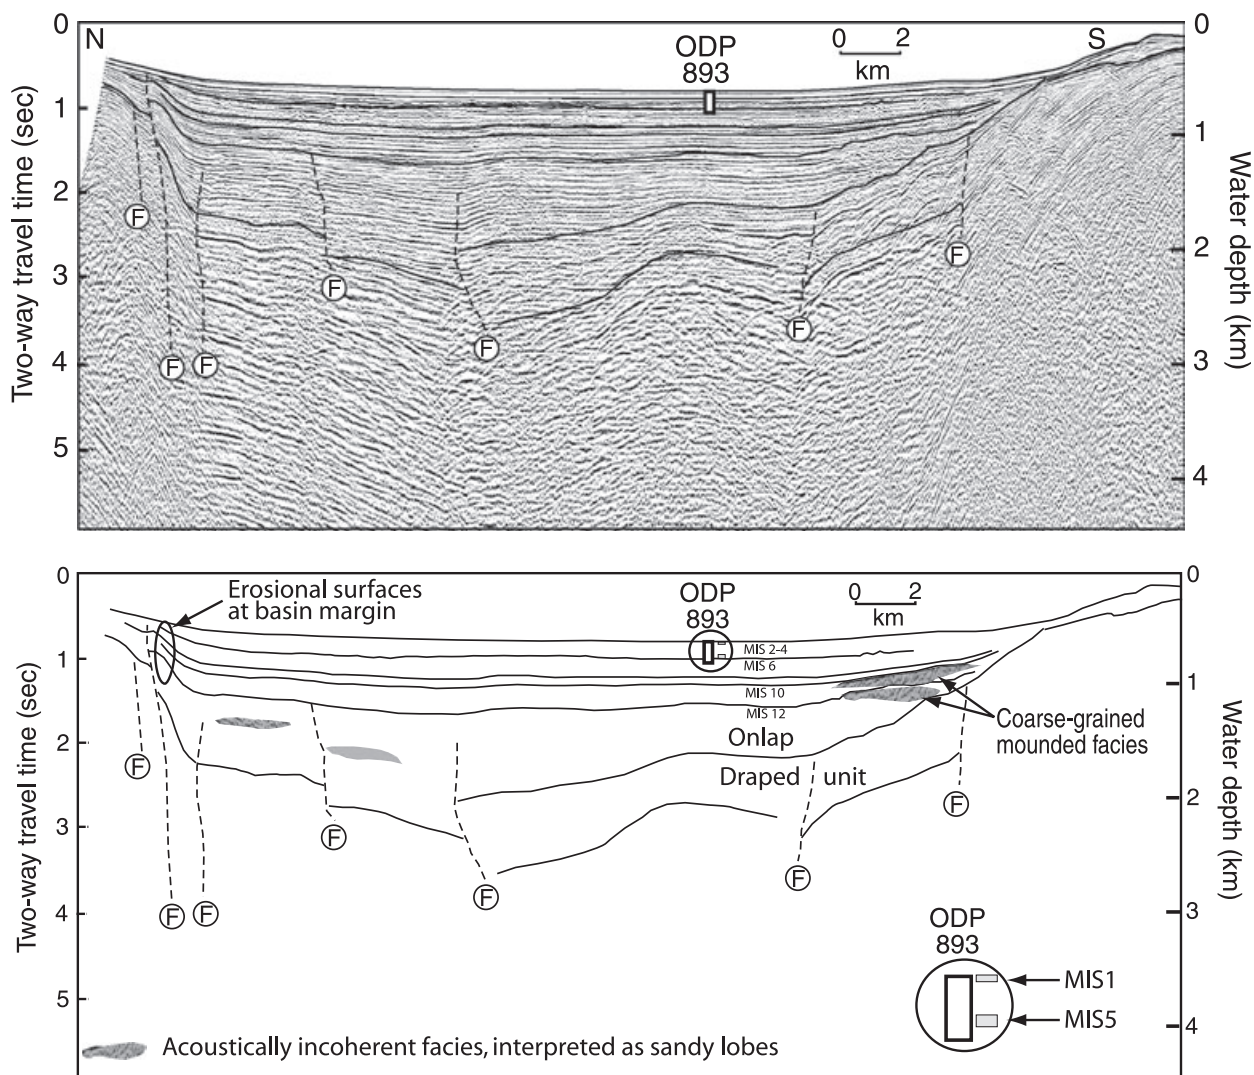 0
N
ODP
893
0 2
km
S
0
1
1
2
2
3
3
4
4
5
Two-way travel time (sec)
Water depth (km)
F
F
F
F
F
F
F
0
Erosional surfaces
at basin margin
ODP
893
0 2
km
0
1
MIS 2-4
MIS 6
MIS 10
MIS 12
1
Coarse-grained
mounded facies
Onlap
Draped unit
2
2
3
3
4
4
5
Two-way travel time (sec)
Water depth (km)
F
F
F
F
F
F
F
ODP
893
MIS1
MIS5
Acoustically incoherent facies, interpreted as sandy lobes